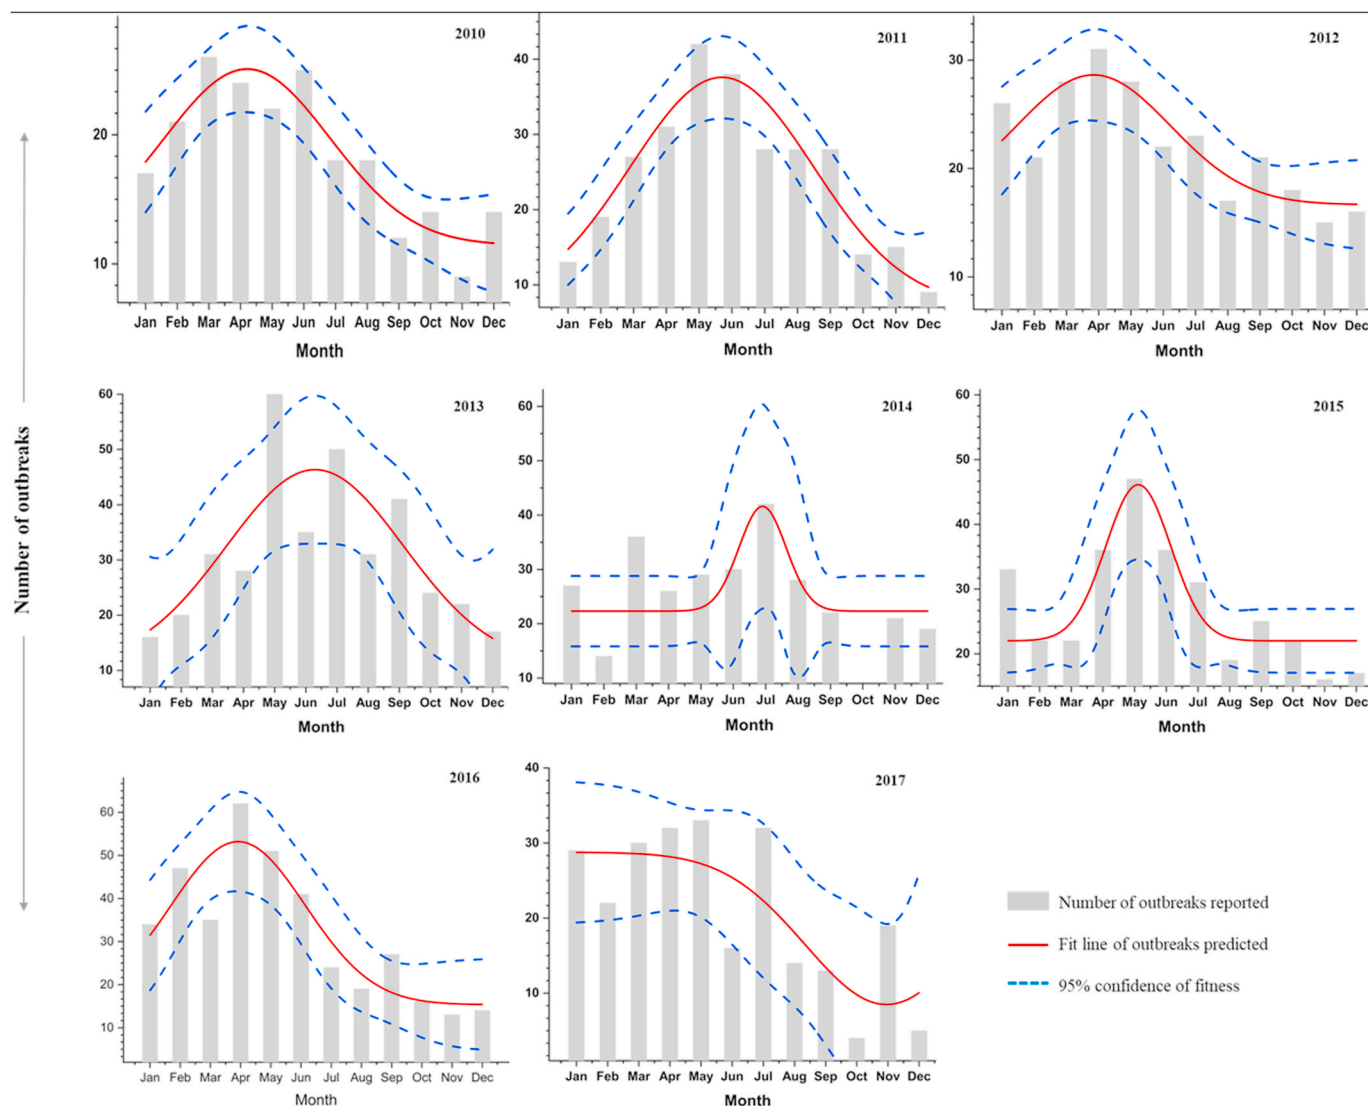 Number of outbreaks
2010
20
10
Jan Feb Mar Apr May Jun Jul Aug Sep Oct Nov Dec
Month
2011
40
30
20
10
Jan Feb Mar Apr May Jun Jul Aug Sep Oct Nov Dec
Month
2012
30
20
10
Jan Feb Mar Apr May Jun Jul Aug Sep Oct Nov Dec
Month
2013
60
50
40
30
20
10
Jan Feb Mar Apr May Jun Jul Aug Sep Oct Nov Dec
Month
2014
60
50
40
30
20
10
Jan Feb Mar Apr May Jun Jul Aug Sep Oct Nov Dec
Month
2015
60
50
40
30
20
Jan Feb Mar Apr May Jun Jul Aug Sep Oct Nov Dec
Month
2016
60
50
40
30
20
10
Jan Feb Mar Apr May Jun Jul Aug Sep Oct Nov Dec
Month
2017
40
30
20
10
Jan Feb Mar Apr May Jun Jul Aug Sep Oct Nov Dec
Month
Number of outbreaks reported
Fit line of outbreaks predicted
95% confidence of fitness